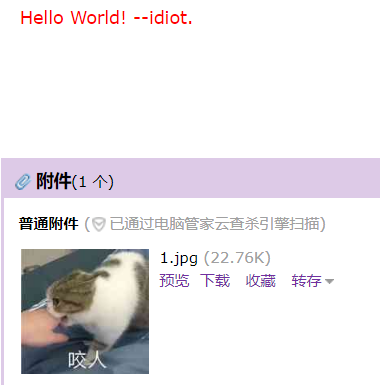 Hello World! --idiot.
附件(1 个)
普通附件 (已通过电脑管家云查杀引擎扫描)
1.jpg (22.76K)
预览 下载 收藏 转存
咬人